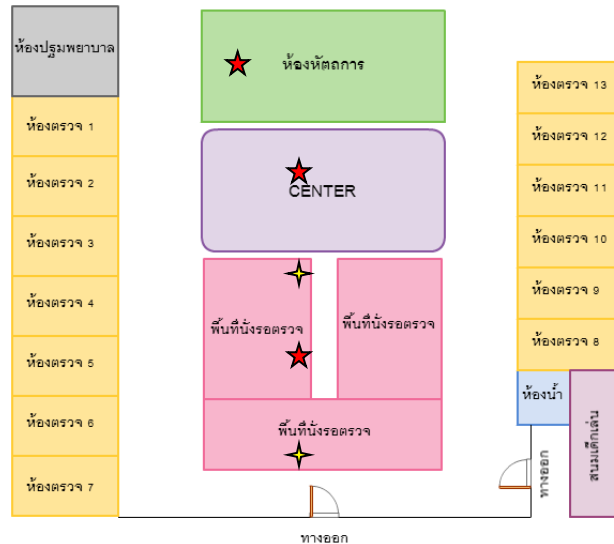 ห้องปฐมพยาบาล
ห้องตรวจ 1
ห้องตรวจ 2
ห้องตรวจ 3
ห้องตรวจ 4
ห้องตรวจ 5
ห้องตรวจ 6
ห้องตรวจ 7
ห้องหัตถการ
CENTER
พื้นที่นั่งรอตรวจ
พื้นที่นั่งรอตรวจ
พื้นที่นั่งรอตรวจ
ห้องตรวจ 13
ห้องตรวจ 12
ห้องตรวจ 11
ห้องตรวจ 10
ห้องตรวจ 9
ห้องตรวจ 8
ห้องน้ำ
สนมเด็กเล่น
ทางออก
ทางออก